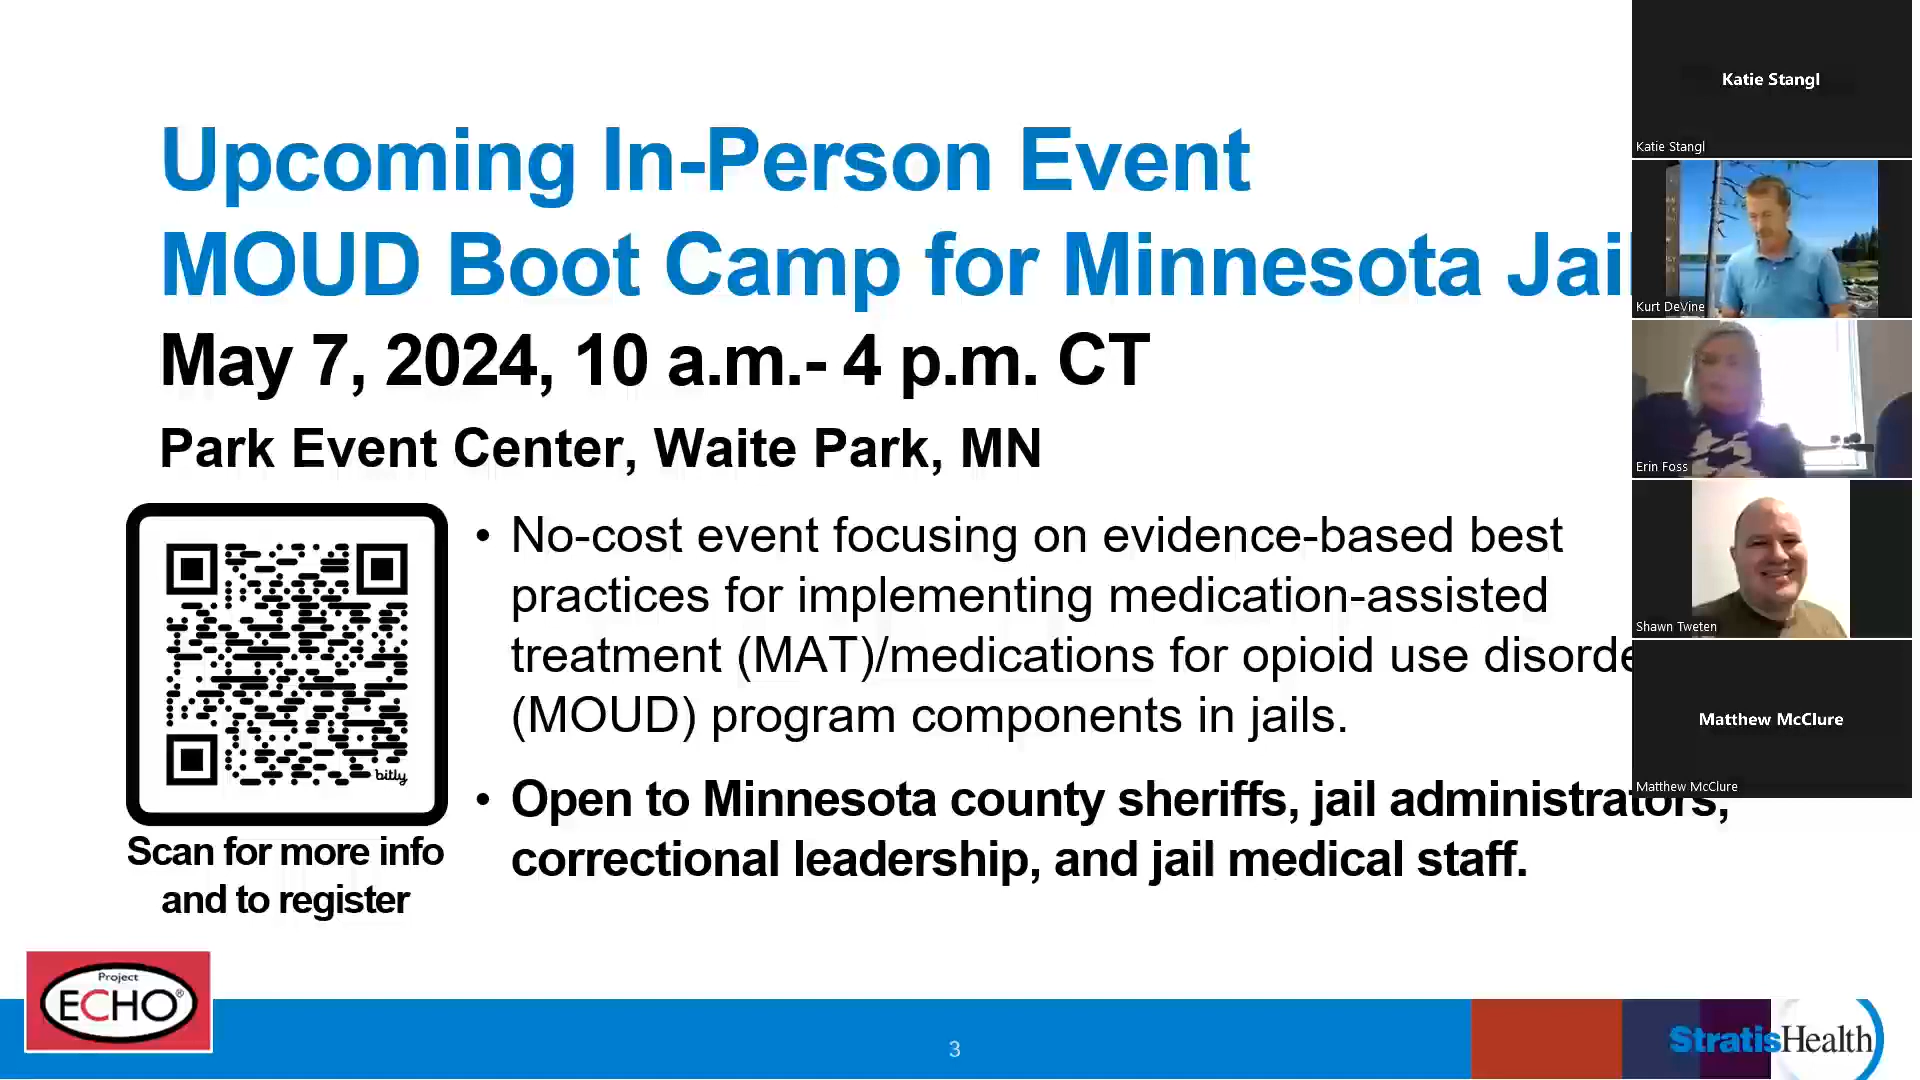 Upcoming In-Person Event
MOUD Boot Camp for Minnesota Jail
May 7, 2024, 10 a.m.- 4 p.m. CT
Park Event Center, Waite Park, MN
• No-cost event focusing on evidence-based best
practices for implementing medication-assisted
treatment (MAT)/medications for opioid use disorde
(MOUD) program components in jails.
• Open to Minnesota county sheriffs, jail administrators,
correctional leadership, and jail medical staff.
bitly
Scan for more info
and to register
Project
ECHO®
3
StratisHealth
Katie Stangl
Katie Stangl
Kurt DeVine
Erin Foss
Shawn Tweten
Matthew McClure
Matthew McClure